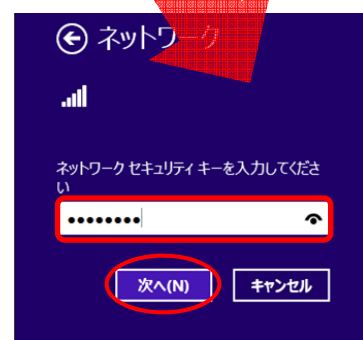 ネットワーク
ネットワーク セキュリティ キーを入力してくださ
い
••••••••
次へ(N)
キャンセル